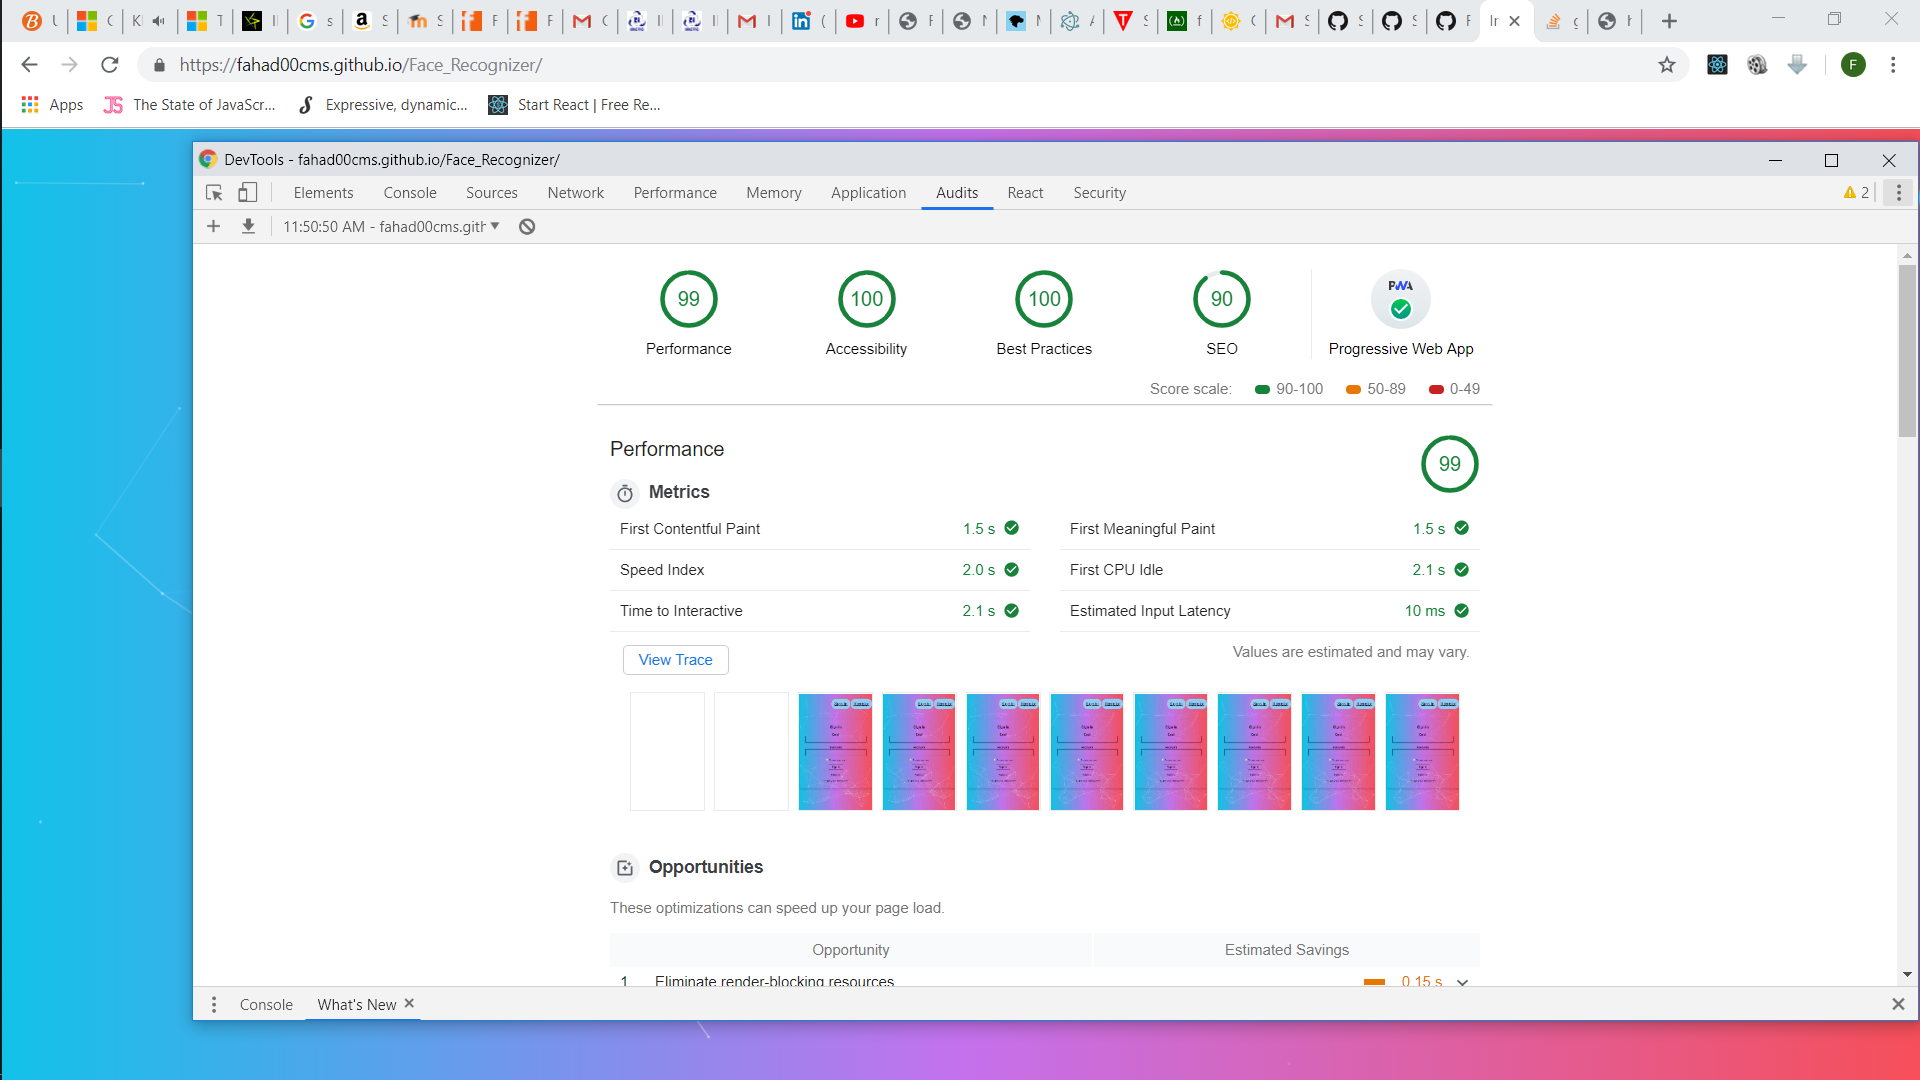 https://fahad00cms.github.io/Face_Recognizer/
F
Apps
The State of JavaScr...
Expressive, dynamic...
Start React | Free Re...
DevTools - fahad00cms.github.io/Face_Recognizer/
Elements Console Sources Network Performance Memory Application Audits React Security
2
11:50:50 AM - fahad00cms.gith
99 100 100 90 PWA
Performance Accessibility Best Practices SEO Progressive Web App
Score scale: 90-100 50-89 0-49
Performance
99
Metrics
First Contentful Paint 1.5 s
First Meaningful Paint 1.5 s
Speed Index 2.0 s
First CPU Idle 2.1 s
Time to Interactive 2.1 s
Estimated Input Latency 10 ms
View Trace
Values are estimated and may vary.
Opportunities
These optimizations can speed up your page load.
Opportunity Estimated Savings
1 Eliminate render-blocking resources 0.15 s
Console What's New